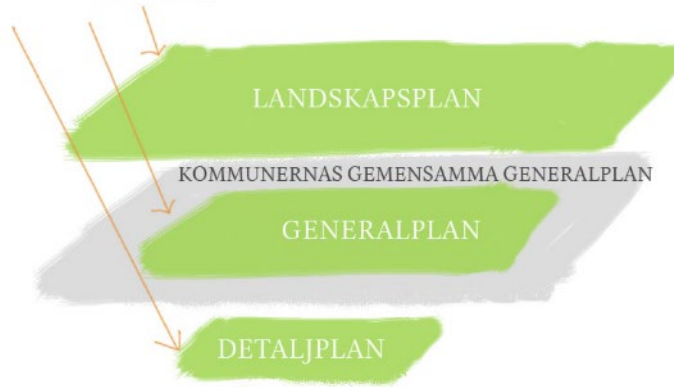 LANDSKAPSPLAN
KOMMUNERNAS GEMENSAMMA GENERALPLAN
GENERALPLAN
DETALJPLAN